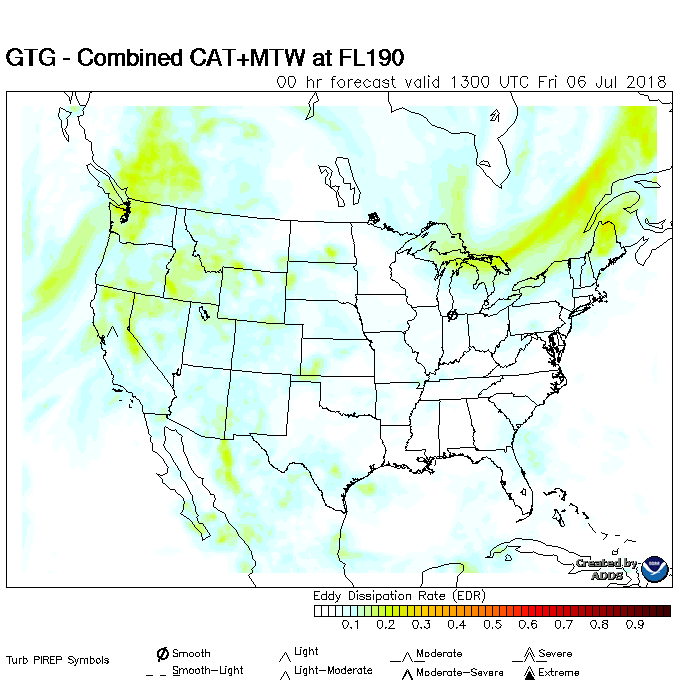 GTG - Combined CAT+MTW at FL190
00 hr forecast valid 1300 UTC Fri 06 Jul 2018
Created by
ADDS
Eddy Dissipation Rate (EDR)
0.1 0.2 0.3 0.4 0.5 0.6 0.7 0.8 0.9
Turb PIREP Symbols
Smooth Light Moderate Severe
Smooth-Light Light-Moderate Moderate-Severe Extreme